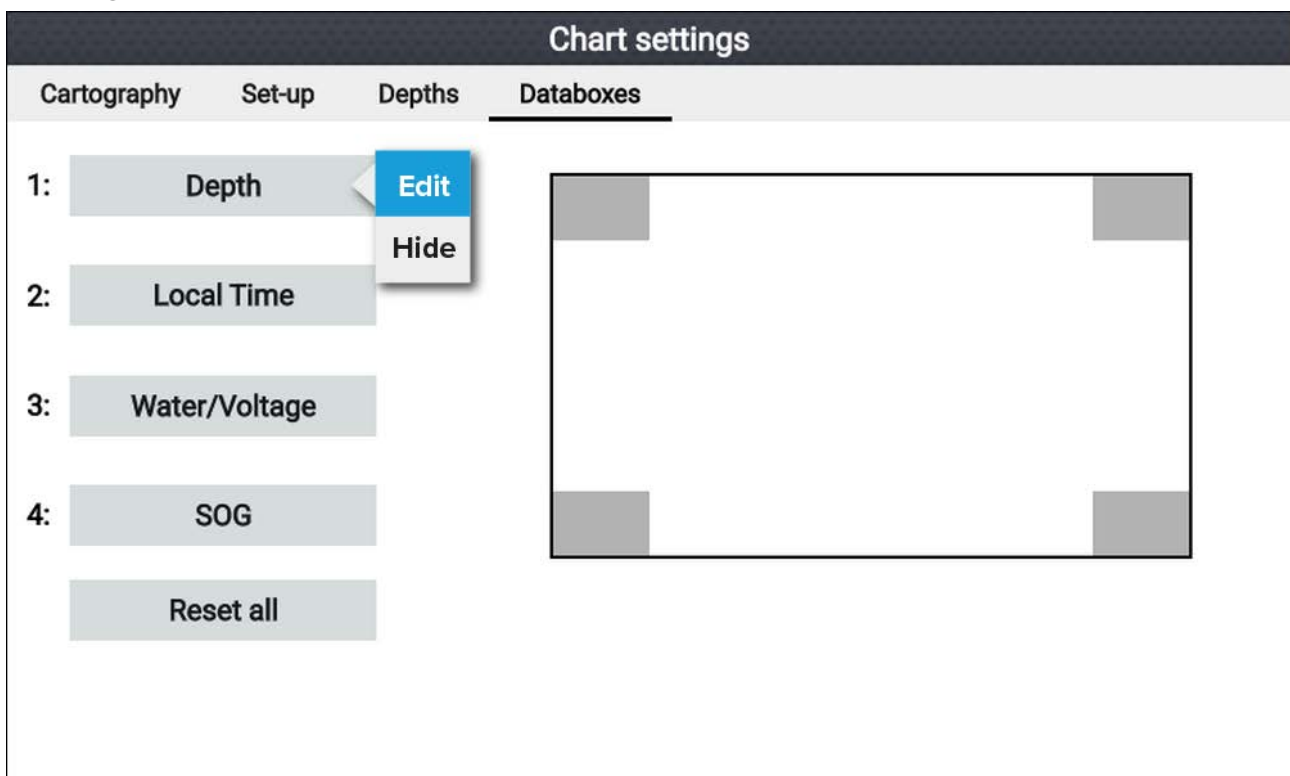 Chart settings
Cartography Set-up Depths Databoxes
1: Depth Edit
Hide
2: Local Time
3: Water/Voltage
4: SOG
Reset all